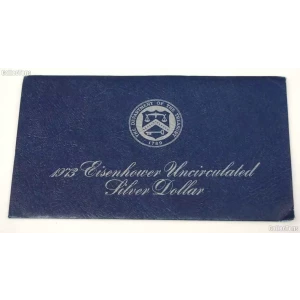 THE DEPARTMENT OF THE TREASURY
1789
1973 Eisenhower Uncirculated
Silver Dollar